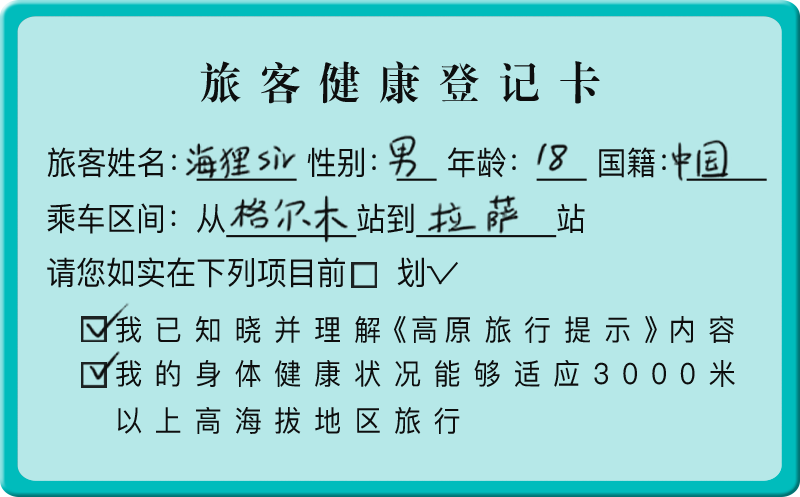 旅客健康登记卡
旅客姓名：海狸sir 性别：男 年龄：18 国籍：中国
乘车区间：从格尔木站到拉萨站
请您如实在下列项目前□ 划✓
☑我已知晓并理解《高原旅行提示》内容
☑我的身体健康状况能够适应3000米
以上高海拔地区旅行